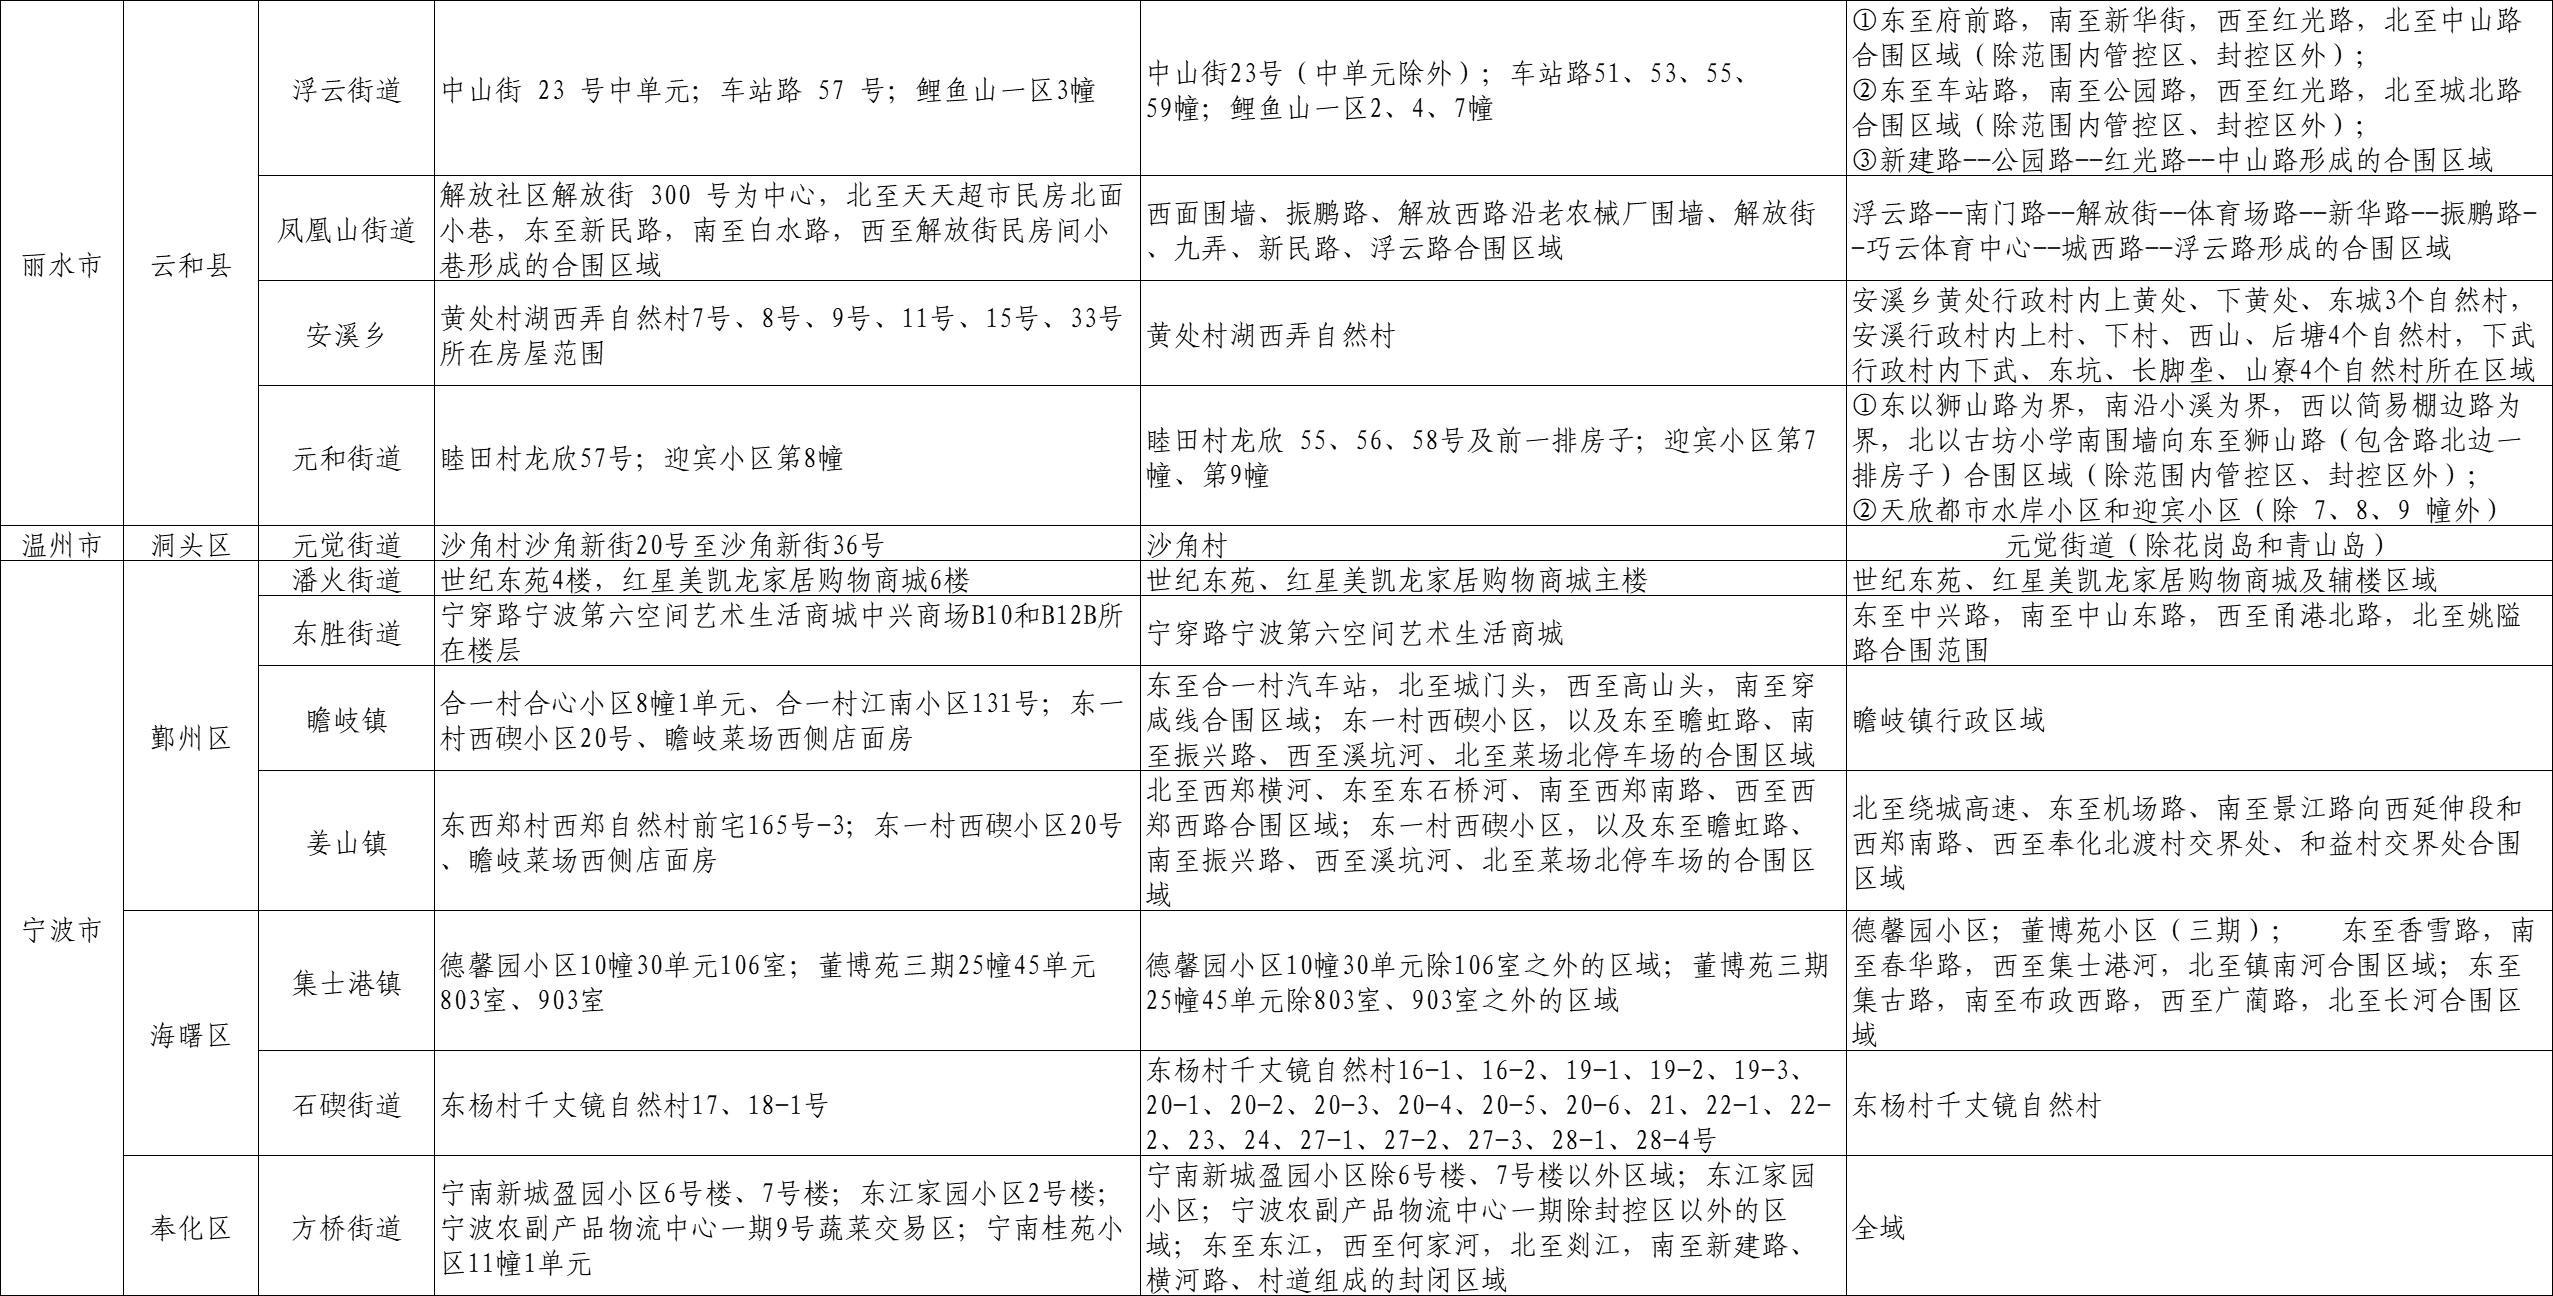 丽水市
云和县
浮云街道
中山街 23 号中单元；车站路 57 号；鲤鱼山一区3幢
中山街23号（中单元除外）；车站路51、53、55、
59幢；鲤鱼山一区2、4、7幢
①东至府前路，南至新华街，西至红光路，北至中山路
合围区域（除范围内管控区、封控区外）；
②东至车站路，南至公园路，西至红光路，北至城北路
合围区域（除范围内管控区、封控区外）；
③新建路--公园路--红光路--中山路形成的合围区域
凤凰山街道
解放社区解放街 300 号为中心，北至天天超市民房北面
小巷，东至新民路，南至白水路，西至解放街民房间小
巷形成的合围区域
西面围墙、振鹏路、解放西路沿老农械厂围墙、解放街
、九弄、新民路、浮云路合围区域
浮云路--南门路--解放街--体育场路--新华路--振鹏路-
-巧云体育中心--城西路--浮云路形成的合围区域
安溪乡
黄处村湖西弄自然村7号、8号、9号、11号、15号、33号
所在房屋范围
黄处村湖西弄自然村
安溪乡黄处行政村内上黄处、下黄处、东城3个自然村，
安溪行政村内上村、下村、西山、后塘4个自然村，下武
行政村内下武、东坑、长脚垄、山寮4个自然村所在区域
元和街道
睦田村龙欣57号；迎宾小区第8幢
睦田村龙欣 55、56、58号及前一排房子；迎宾小区第7
幢、第9幢
①东以狮山路为界，南沿小溪为界，西以简易棚边路为
界，北以古坊小学南围墙向东至狮山路（包含路北边一
排房子）合围区域（除范围内管控区、封控区外）；
②天欣都市水岸小区和迎宾小区（除 7、8、9 幢外）
温州市
洞头区
元觉街道
沙角村沙角新街20号至沙角新街36号
沙角村
元觉街道（除花岗岛和青山岛）
宁波市
鄞州区
潘火街道
世纪东苑4楼，红星美凯龙家居购物商城6楼
世纪东苑、红星美凯龙家居购物商城主楼
世纪东苑、红星美凯龙家居购物商城及辅楼区域
东胜街道
宁穿路宁波第六空间艺术生活商城中兴商场B10和B12B所
在楼层
宁穿路宁波第六空间艺术生活商城
东至中兴路，南至中山东路，西至甬港北路，北至姚隘
路合围范围
瞻岐镇
合一村合心小区8幢1单元、合一村江南小区131号；东一
村西碶小区20号、瞻岐菜场西侧店面房
东至合一村汽车站，北至城门头，西至高山头，南至穿
咸线合围区域；东一村西碶小区，以及东至瞻虹路、南
至振兴路、西至溪坑河、北至菜场北停车场的合围区域
瞻岐镇行政区域
姜山镇
东西郑村西郑自然村前宅165号-3；东一村西碶小区20号
、瞻岐菜场西侧店面房
北至西郑横河、东至东石桥河、南至西郑南路、西至西
郑西路合围区域；东一村西碶小区，以及东至瞻虹路、
南至振兴路、西至溪坑河、北至菜场北停车场的合围区
域
北至绕城高速、东至机场路、南至景江路向西延伸段和
西郑南路、西至奉化北渡村交界处、和益村交界处合围
区域
海曙区
集士港镇
德馨园小区10幢30单元106室；董博苑三期25幢45单元
803室、903室
德馨园小区10幢30单元除106室之外的区域；董博苑三期
25幢45单元除803室、903室之外的区域
德馨园小区；董博苑小区（三期）； 东至香雪路，南
至春华路，西至集士港河，北至镇南河合围区域；东至
集古路，南至布政西路，西至广蔺路，北至长河合围区
域
石碶街道
东杨村千丈镜自然村17、18-1号
东杨村千丈镜自然村16-1、16-2、19-1、19-2、19-3、
20-1、20-2、20-3、20-4、20-5、20-6、21、22-1、22-
2、23、24、27-1、27-2、27-3、28-1、28-4号
东杨村千丈镜自然村
奉化区
方桥街道
宁南新城盈园小区6号楼、7号楼；东江家园小区2号楼；
宁波农副产品物流中心一期9号蔬菜交易区；宁南桂苑小
区11幢1单元
宁南新城盈园小区除6号楼、7号楼以外区域；东江家园
小区；宁波农副产品物流中心一期除封控区以外的区
域；东至东江，西至何家河，北至剡江，南至新建路、
横河路、村道组成的封闭区域
全域